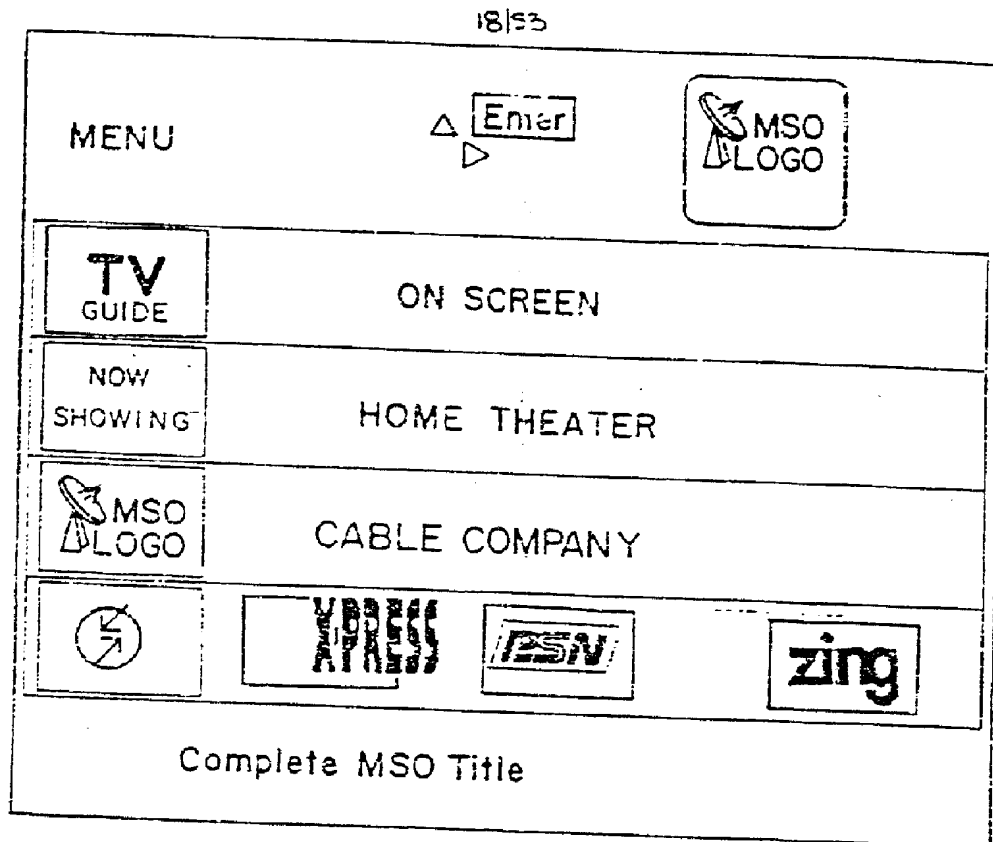 18/53
MENU
Enter
MSO
LOGO
TV
GUIDE
ON SCREEN
NOW
SHOWING
HOME THEATER
MSO
LOGO
CABLE COMPANY
zing
Complete MSO Title